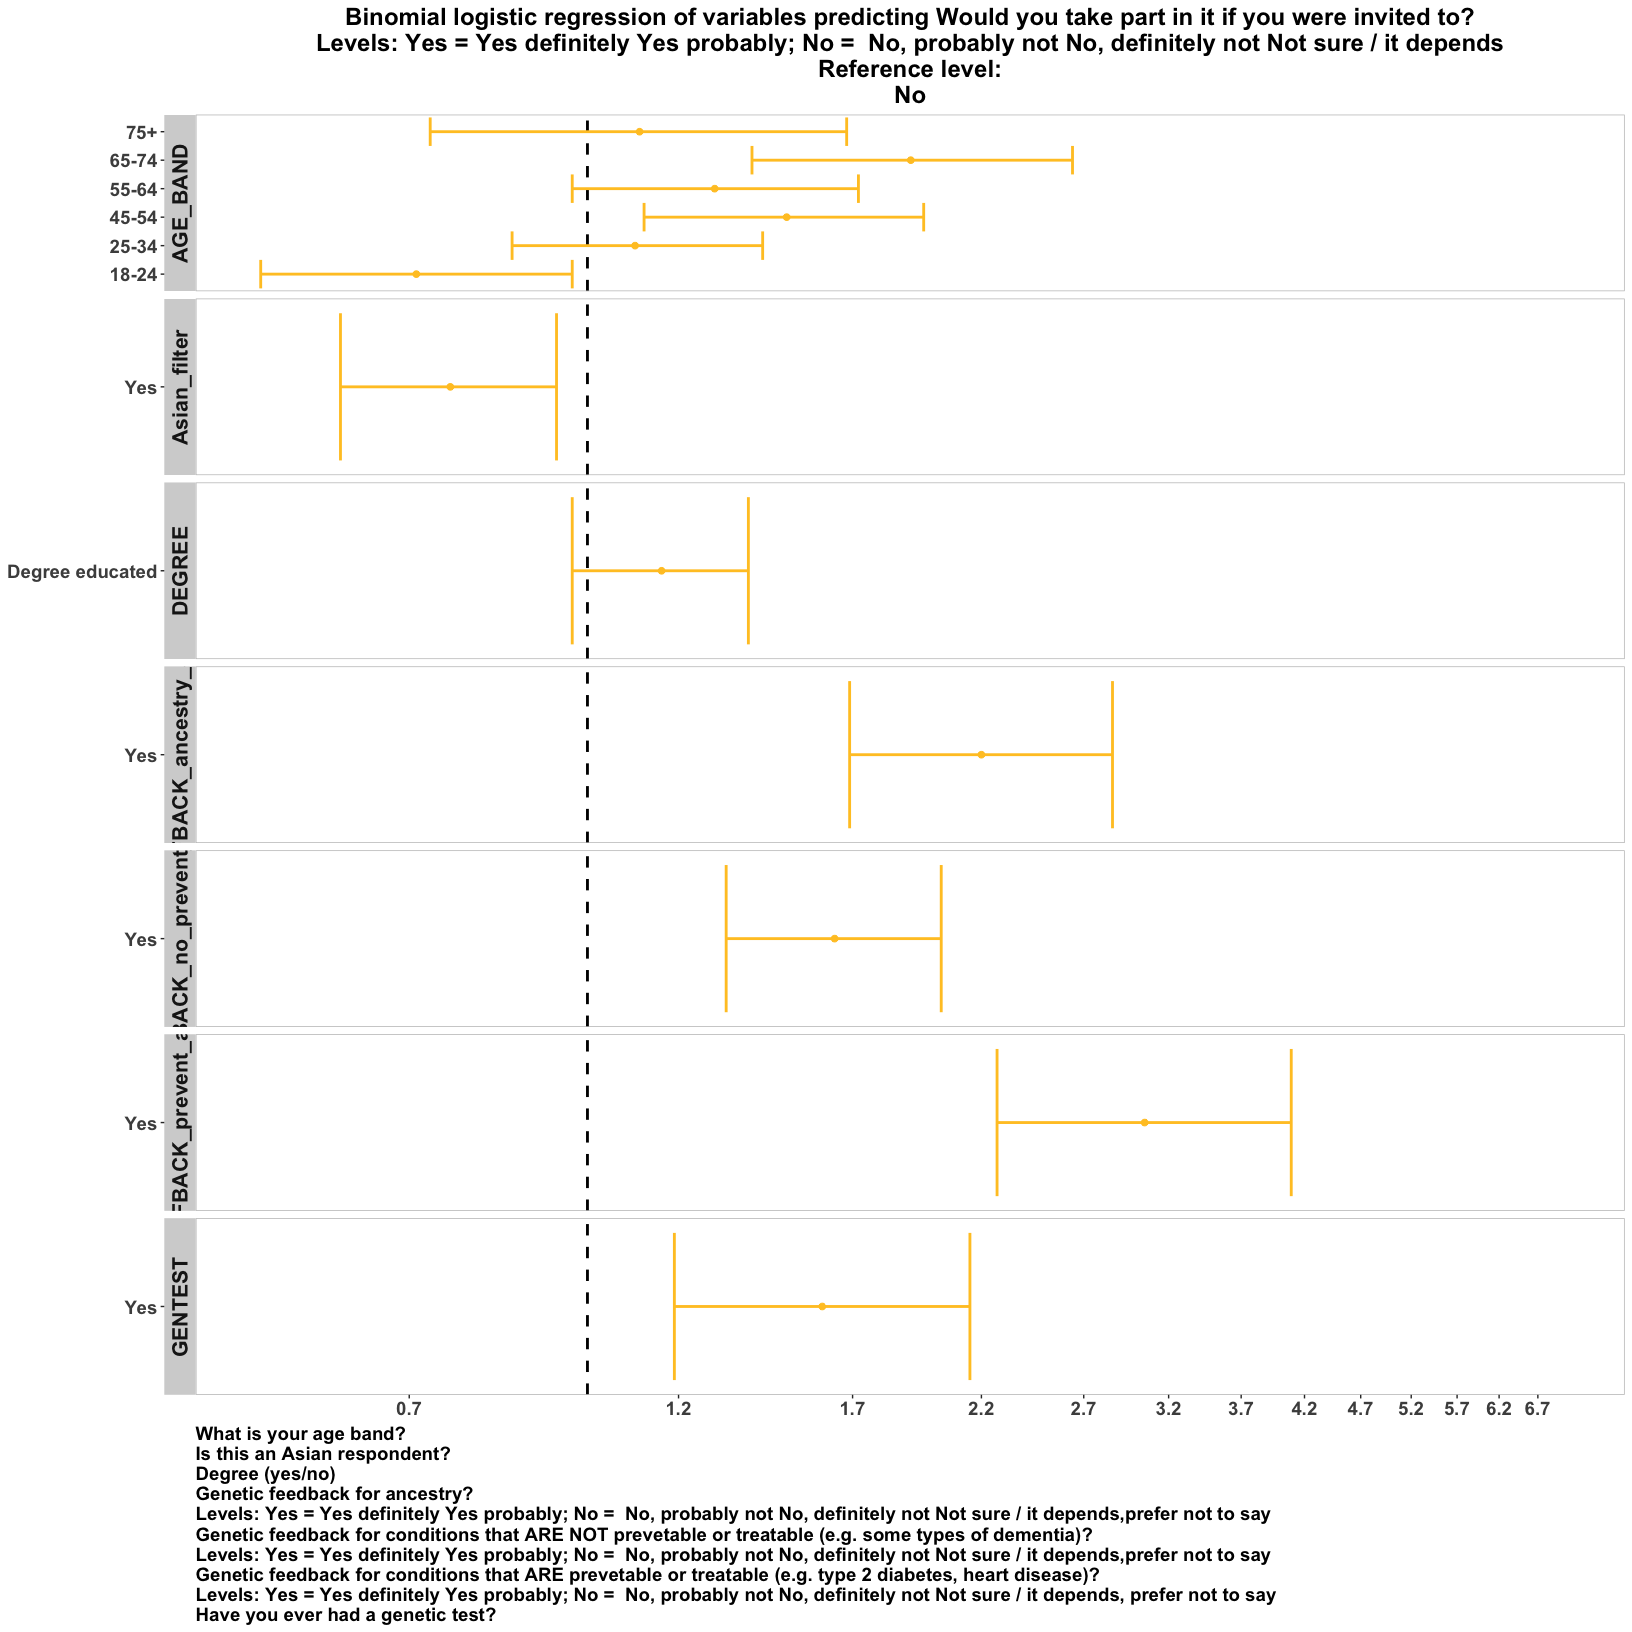 Binomial logistic regression of variables predicting Would you take part in it if you were invited to?
Levels: Yes = Yes definitely Yes probably; No =  No, probably not No, definitely not Not sure / it depends
Reference level:
No
AGE_BAND
75+
65-74
55-64
45-54
25-34
18-24
Asian_filter
Yes
DEGREE
Degree educated
BACK_ancestry_
Yes
ACK_no_prevent
Yes
FBACK_prevent_a
Yes
GENTEST
Yes
0.7 1.2 1.7 2.2 2.7 3.2 3.7 4.2 4.7 5.2 5.7 6.2 6.7
What is your age band?
Is this an Asian respondent?
Degree (yes/no)
Genetic feedback for ancestry?
Levels: Yes = Yes definitely Yes probably; No =  No, probably not No, definitely not Not sure / it depends,prefer not to say
Genetic feedback for conditions that ARE NOT prevetable or treatable (e.g. some types of dementia)?
Levels: Yes = Yes definitely Yes probably; No =  No, probably not No, definitely not Not sure / it depends,prefer not to say
Genetic feedback for conditions that ARE prevetable or treatable (e.g. type 2 diabetes, heart disease)?
Levels: Yes = Yes definitely Yes probably; No =  No, probably not No, definitely not Not sure / it depends, prefer not to say
Have you ever had a genetic test?